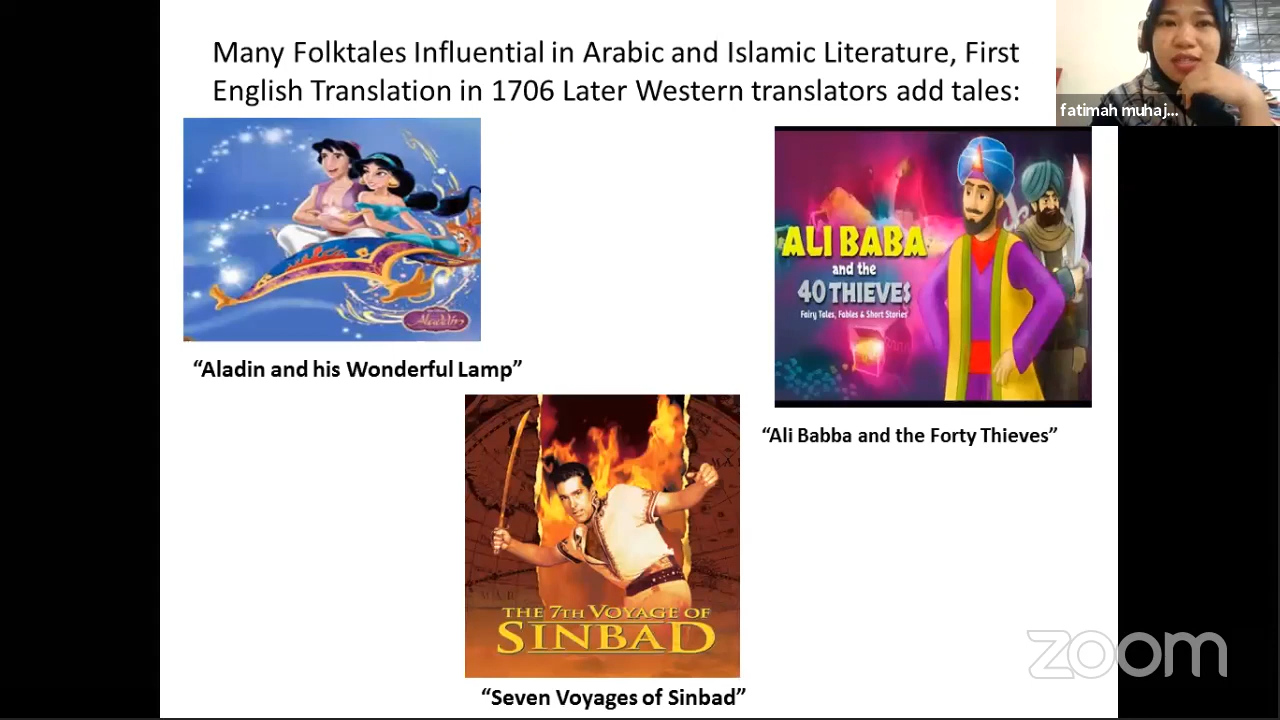 Many Folktales Influential in Arabic and Islamic Literature, First
English Translation in 1706 Later Western translators add tales:
fatimah muhaj...
Aladdin
"Aladin and his Wonderful Lamp"
ALI BABA
and the
40 THIEVES
Fairy Tales, Fables & Short Stories
"Ali Babba and the Forty Thieves"
THE 7TH VOYAGE OF
SINBAD
"Seven Voyages of Sinbad"
zoom